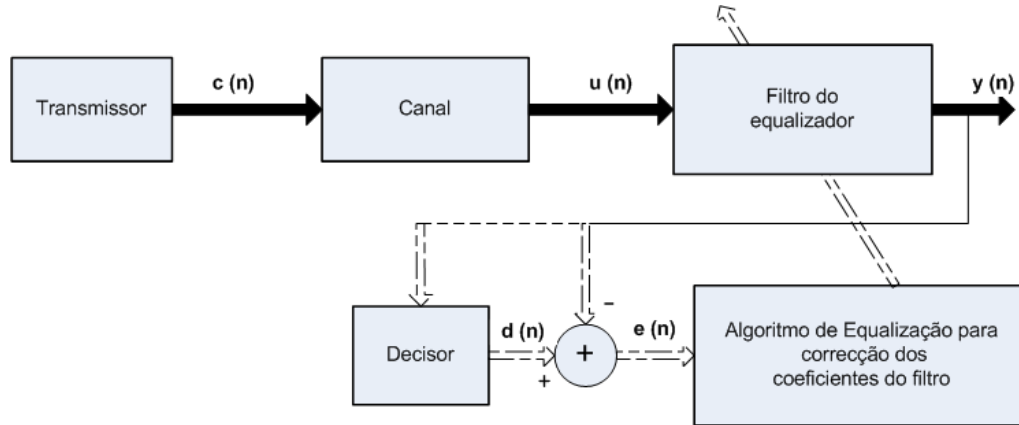 c (n)
u (n)
y (n)
Transmissor
Canal
Filtro do
equalizador
d (n)
e (n)
−
Decisor
+
+
Algoritmo de Equalização para
correcção dos
coeficientes do filtro